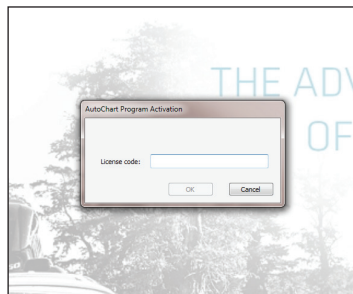 THE ADV
OF
AutoChart Program Activation
License code:
OK
Cancel